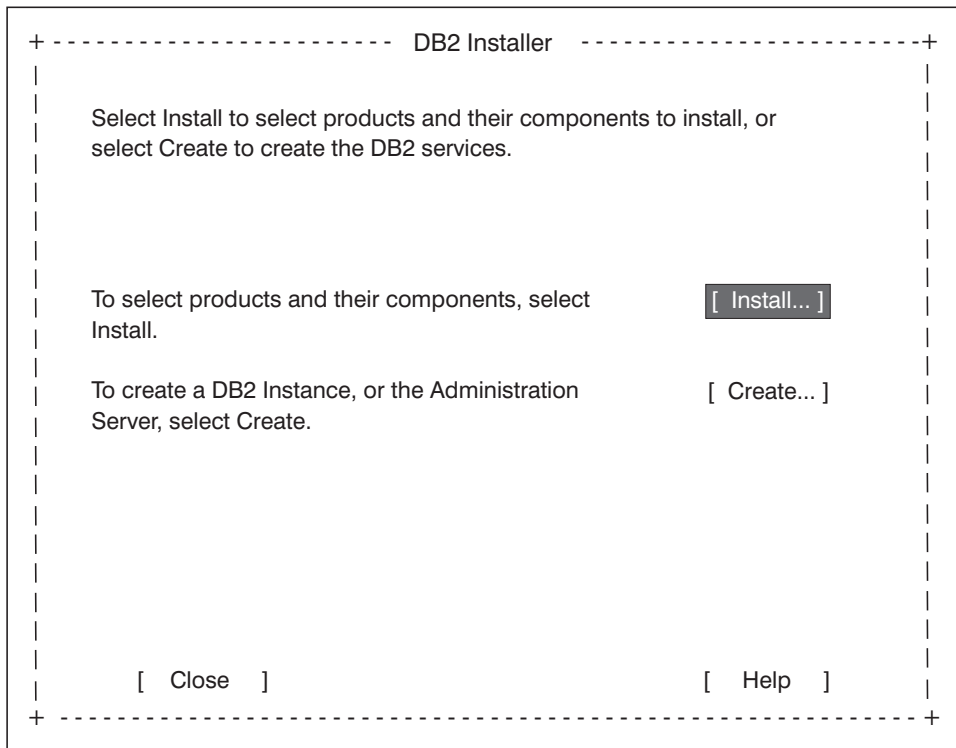 DB2 Installer
Select Install to select products and their components to install, or
select Create to create the DB2 services.
To select products and their components, select
Install.
[ Install... ]
To create a DB2 Instance, or the Administration
Server, select Create.
[ Create... ]
[ Close ]
[ Help ]